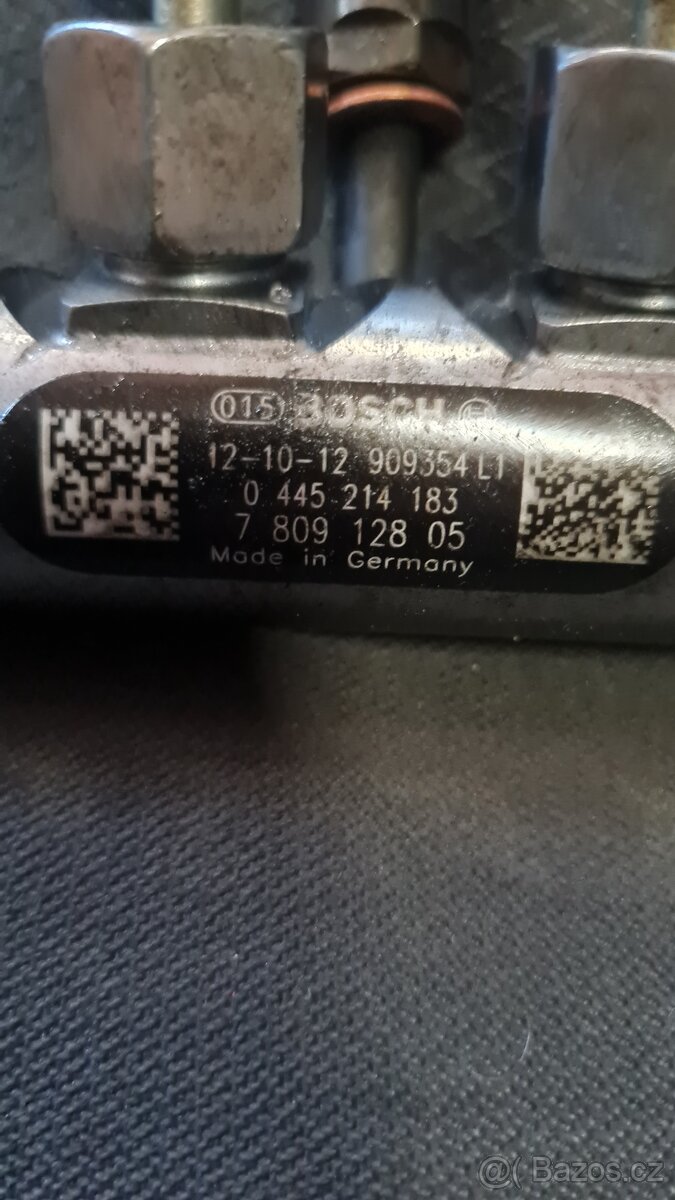 015 BOSCH
12-10-12 909354 L1
0 445 214 183
7 809 128 05
Made in Germany
@ Bazos.cz